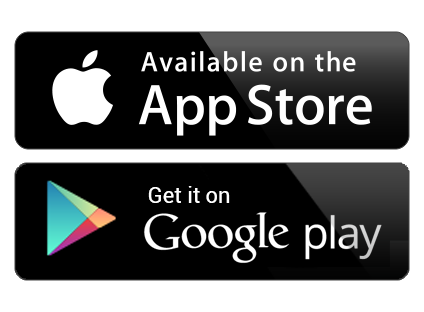 Available on the
App Store
Get it on
Google play